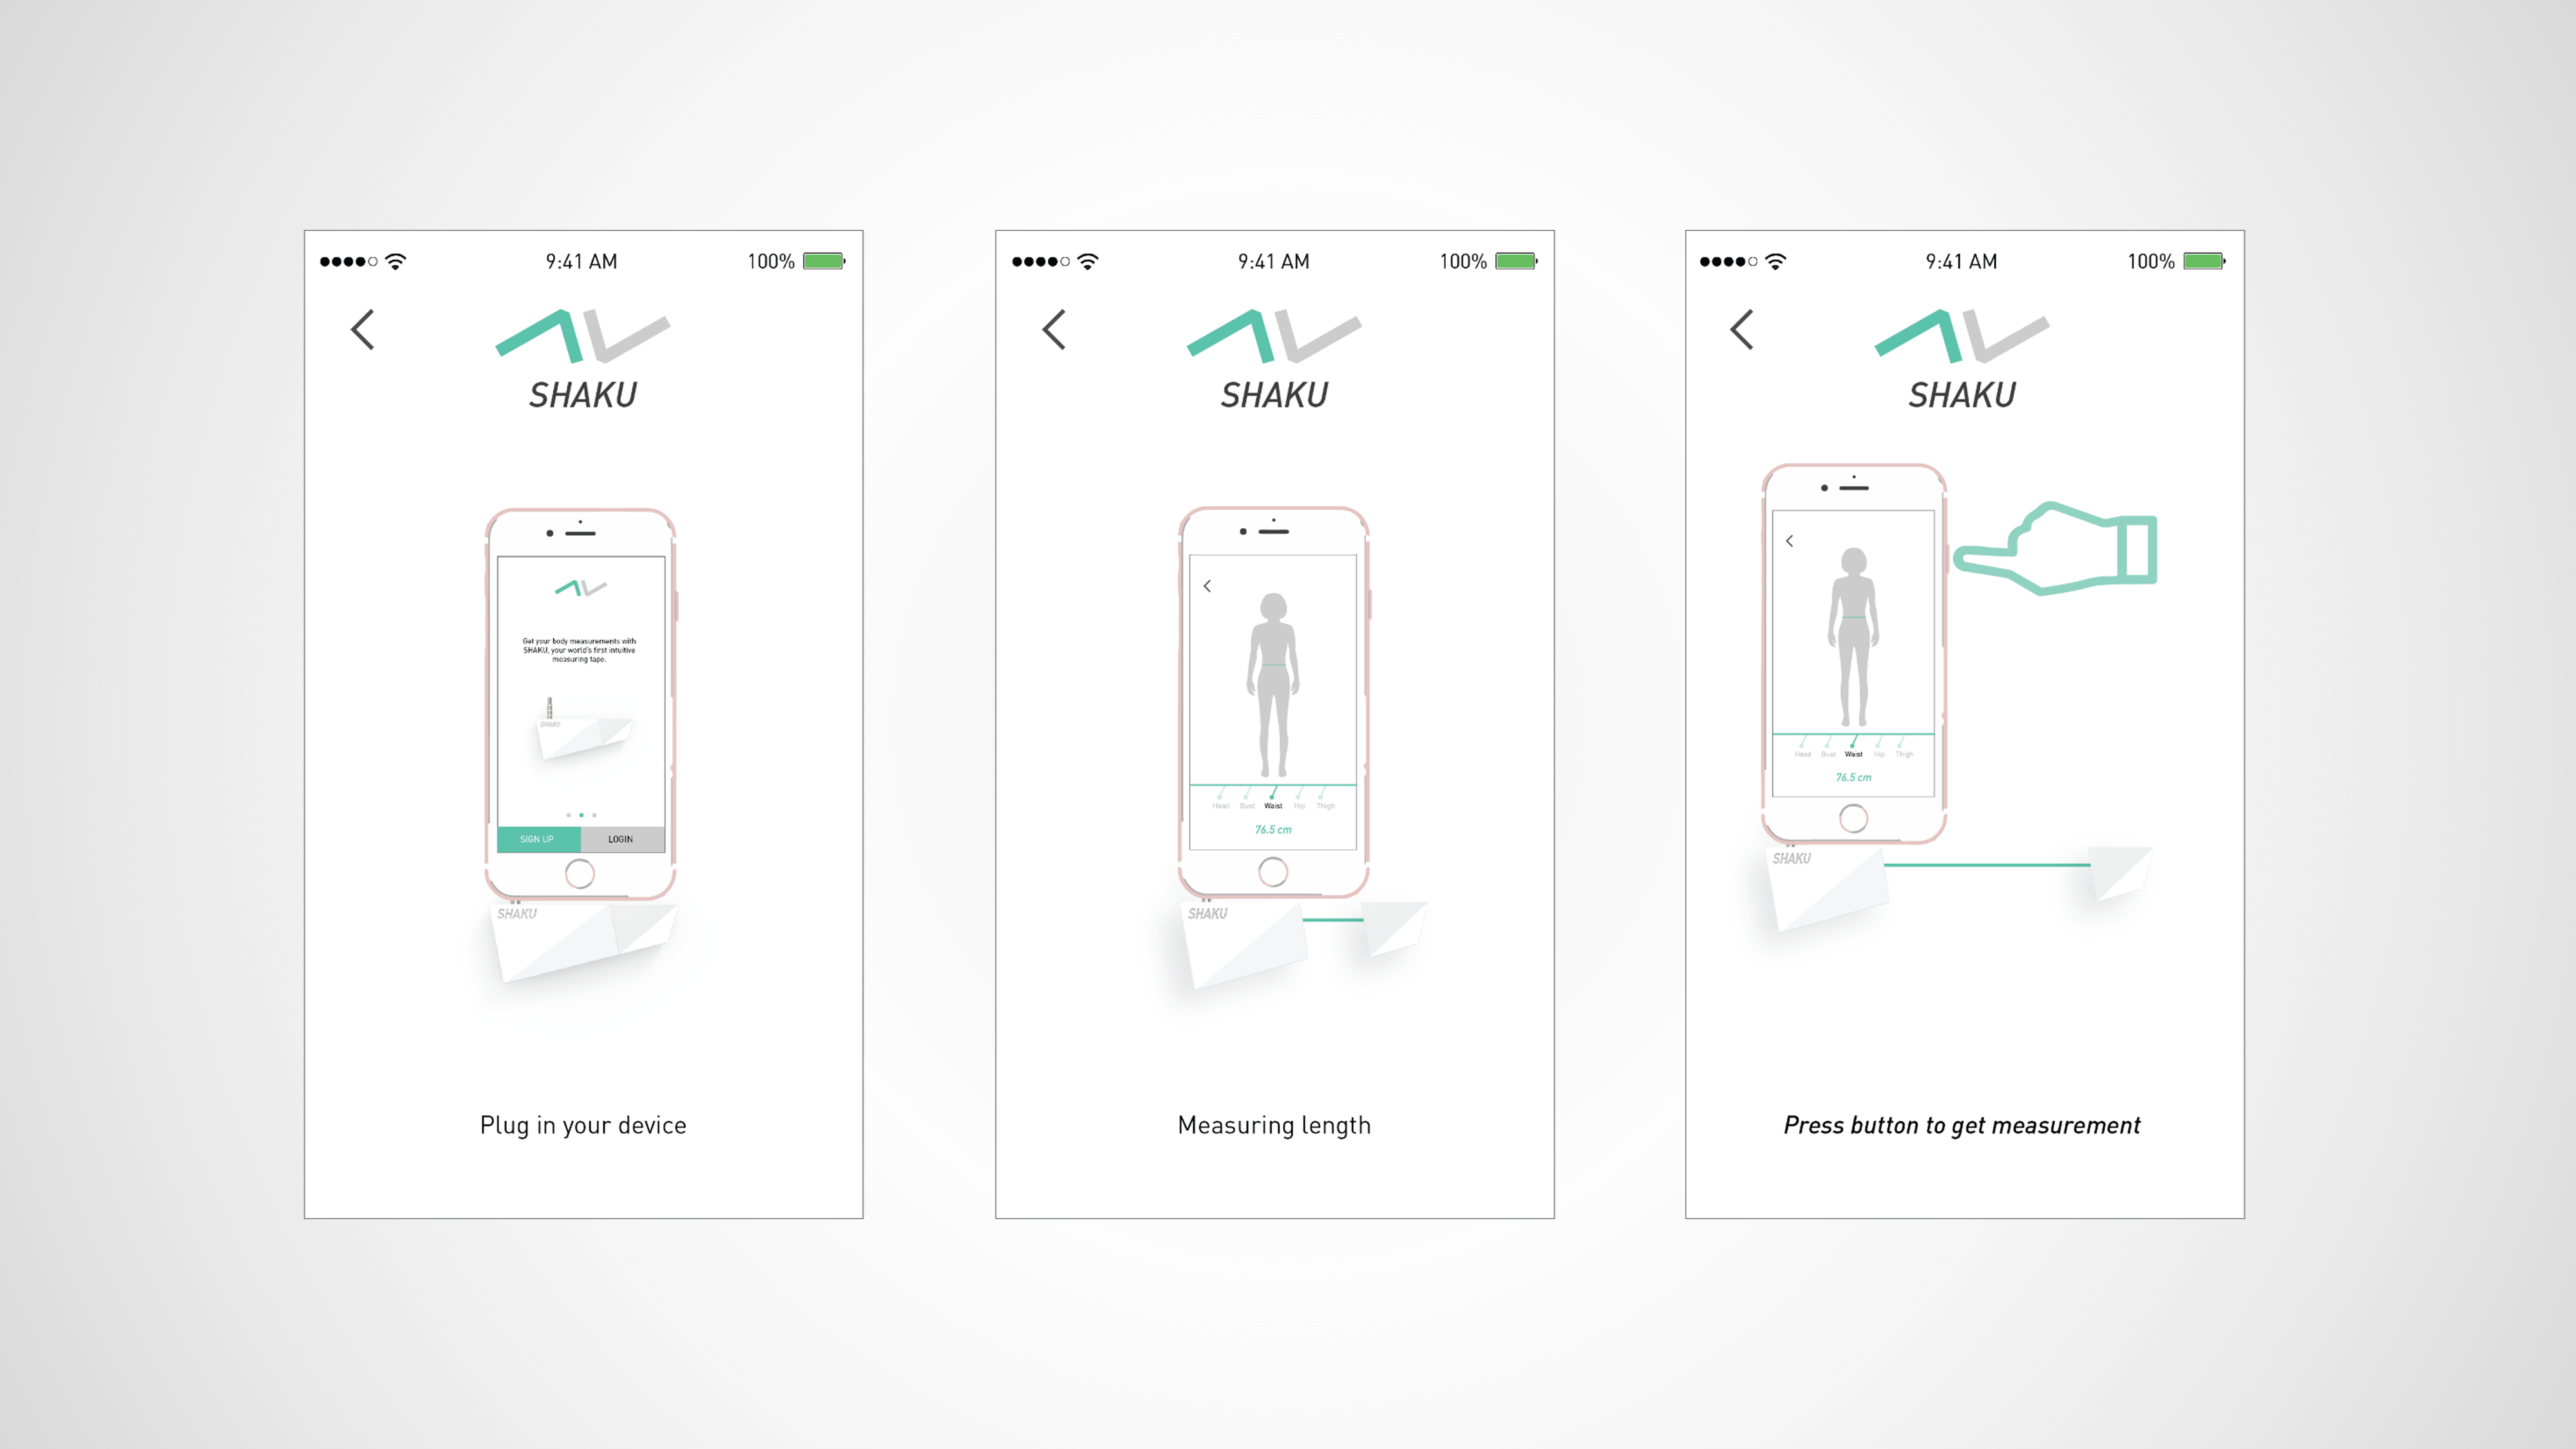 9:41 AM
100%
SHAKU
Get your body measurements with
SHAKU, your world's first intuitive
measuring tape.
SHAKU
SIGN UP
LOGIN
SHAKU
Plug in your device
9:41 AM
100%
SHAKU
Head
Bust
Waist
Hip
Thigh
76.5 cm
SHAKU
Measuring length
9:41 AM
100%
SHAKU
Head
Bust
Waist
Hip
Thigh
76.5 cm
SHAKU
Press button to get measurement